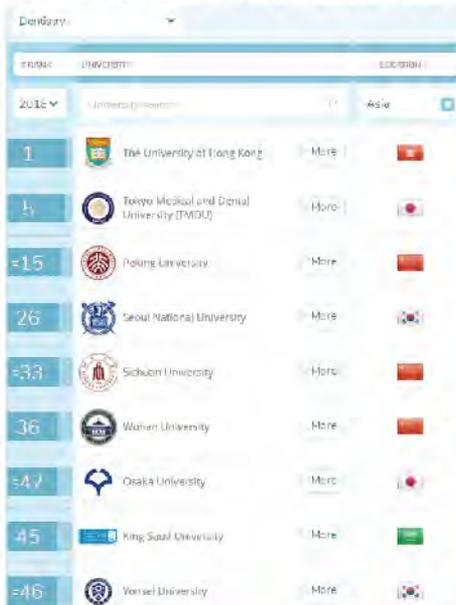 Dentistry
# RANK UNIVERSITY LOCATION
2018 University search Asia
1 The University of Hong Kong More
5 Tokyo Medical and Dental
University (TMDU) More
=15 Peking University More
26 Seoul National University More
=33 Sichuan University More
36 Wuhan University More
=42 Osaka University More
45 King Saud University More
=46 Yonsei University More